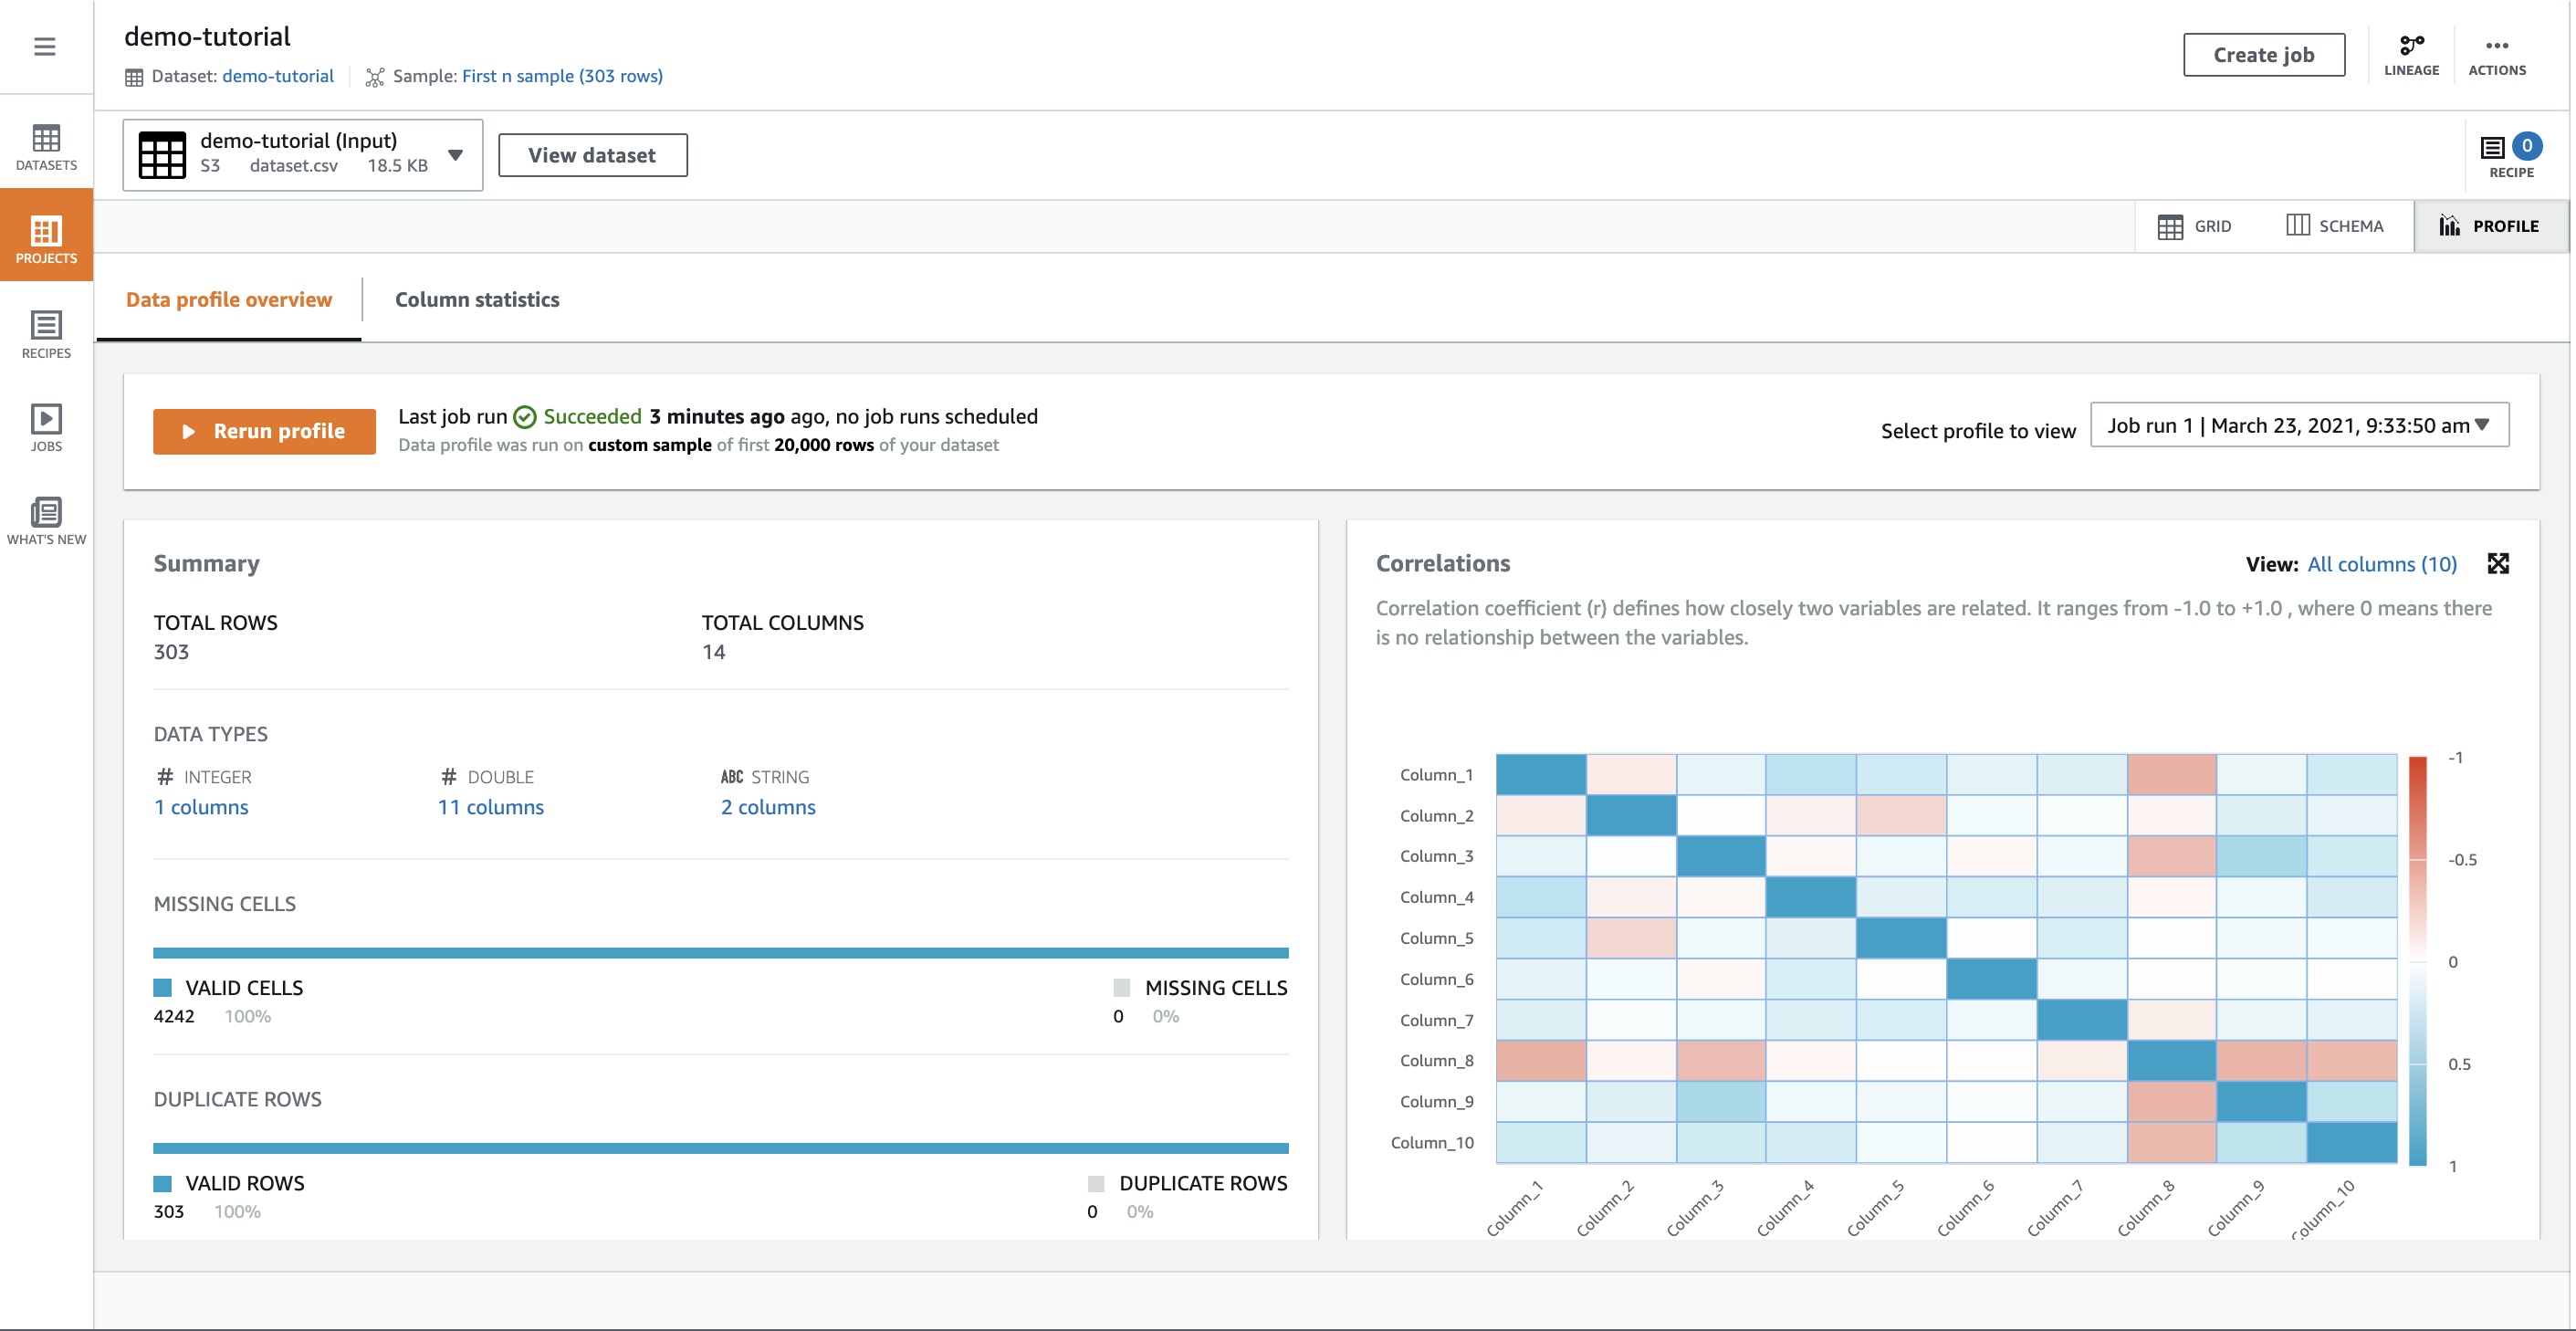 demo-tutorial
Dataset: demo-tutorial
Sample: First n sample (303 rows)
Create job
LINEAGE
ACTIONS
demo-tutorial (Input)
S3 dataset.csv 18.5 KB
View dataset
0
RECIPE
DATASETS
PROJECTS
RECIPES
JOBS
WHAT'S NEW
GRID
SCHEMA
PROFILE
Data profile overview
Column statistics
Rerun profile
Last job run Succeeded 3 minutes ago ago, no job runs scheduled
Data profile was run on custom sample of first 20,000 rows of your dataset
Select profile to view
Job run 1 | March 23, 2021, 9:33:50 am
Summary
TOTAL ROWS
303
TOTAL COLUMNS
14
DATA TYPES
# INTEGER
1 columns
# DOUBLE
11 columns
ABC STRING
2 columns
MISSING CELLS
VALID CELLS
4242 100%
MISSING CELLS
0 0%
DUPLICATE ROWS
VALID ROWS
303 100%
DUPLICATE ROWS
0 0%
Correlations
View: All columns (10)
Correlation coefficient (r) defines how closely two variables are related. It ranges from -1.0 to +1.0 , where 0 means there
is no relationship between the variables.
Column_1
Column_2
Column_3
Column_4
Column_5
Column_6
Column_7
Column_8
Column_9
Column_10
-1
-0.5
0
0.5
1
Column_1
Column_2
Column_3
Column_4
Column_5
Column_6
Column_7
Column_8
Column_9
Column_10